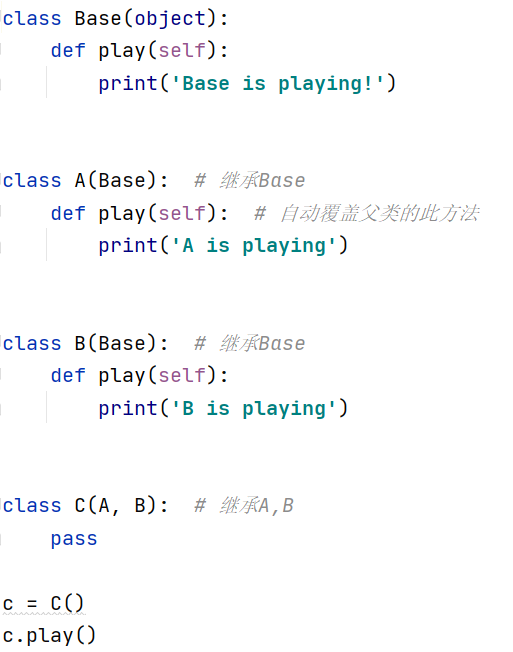 class Base(object):
    def play(self):
        print('Base is playing!')
class A(Base):  # 继承Base
    def play(self):  # 自动覆盖父类的此方法
        print('A is playing')
class B(Base):  # 继承Base
    def play(self):
        print('B is playing')
class C(A, B):  # 继承A,B
    pass
c = C()
c.play()